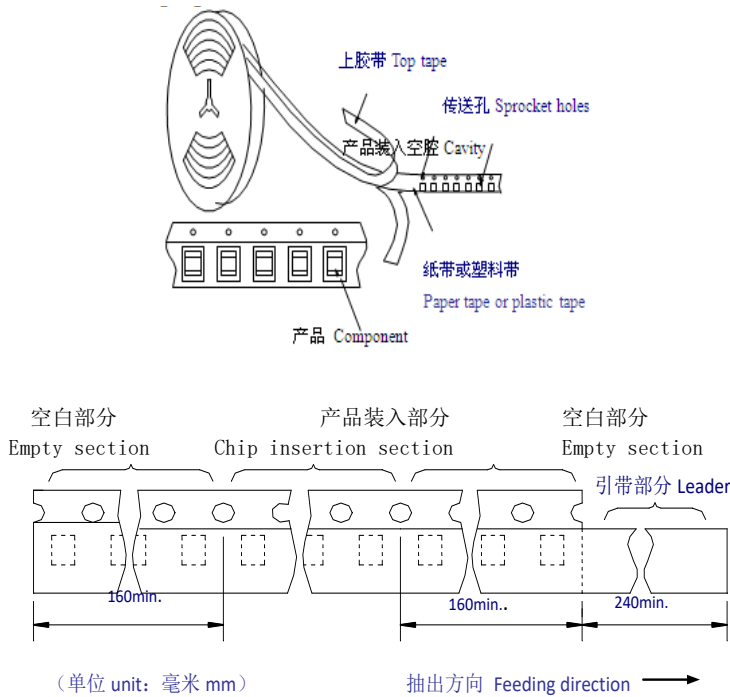 上胶带 Top tape
传送孔 Sprocket holes
产品装入空腔 Cavity
纸带或塑料带
Paper tape or plastic tape
产品 Component
空白部分 产品装入部分 空白部分
Empty section Chip insertion section Empty section
引带部分 Leader
160min. 160min.. 240min.
（单位 unit：毫米 mm） 抽出方向 Feeding direction